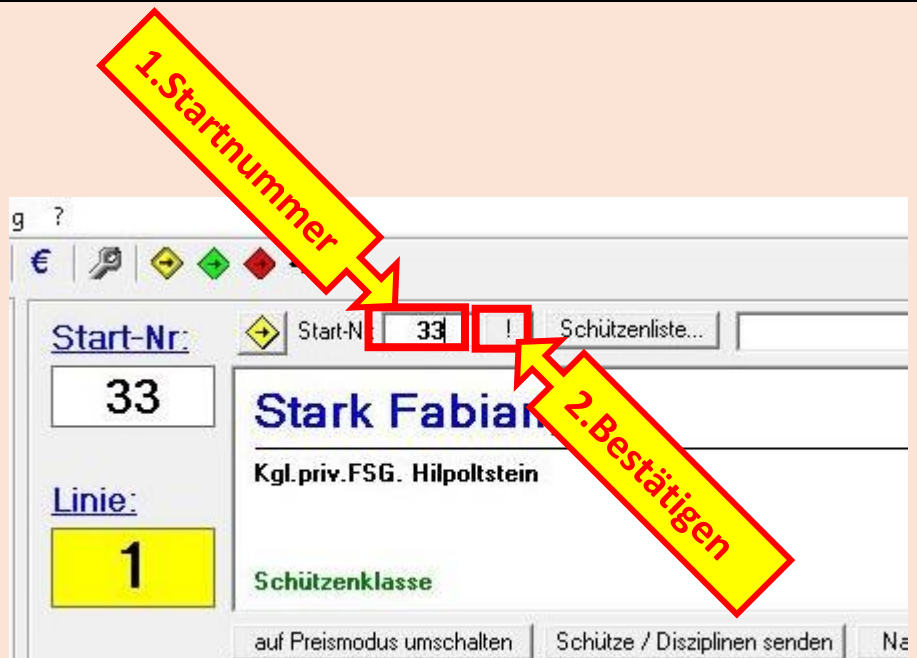 1.Startnummer
g ?
€
Start-Nr:
33
Start-N
33
!
Schützenliste...
Stark Fabian
Kgl.priv.FSG. Hilpoltstein
2.Bestätigen
Linie:
1
Schützenklasse
auf Preismodus umschalten
Schütze / Disziplinen senden
Na